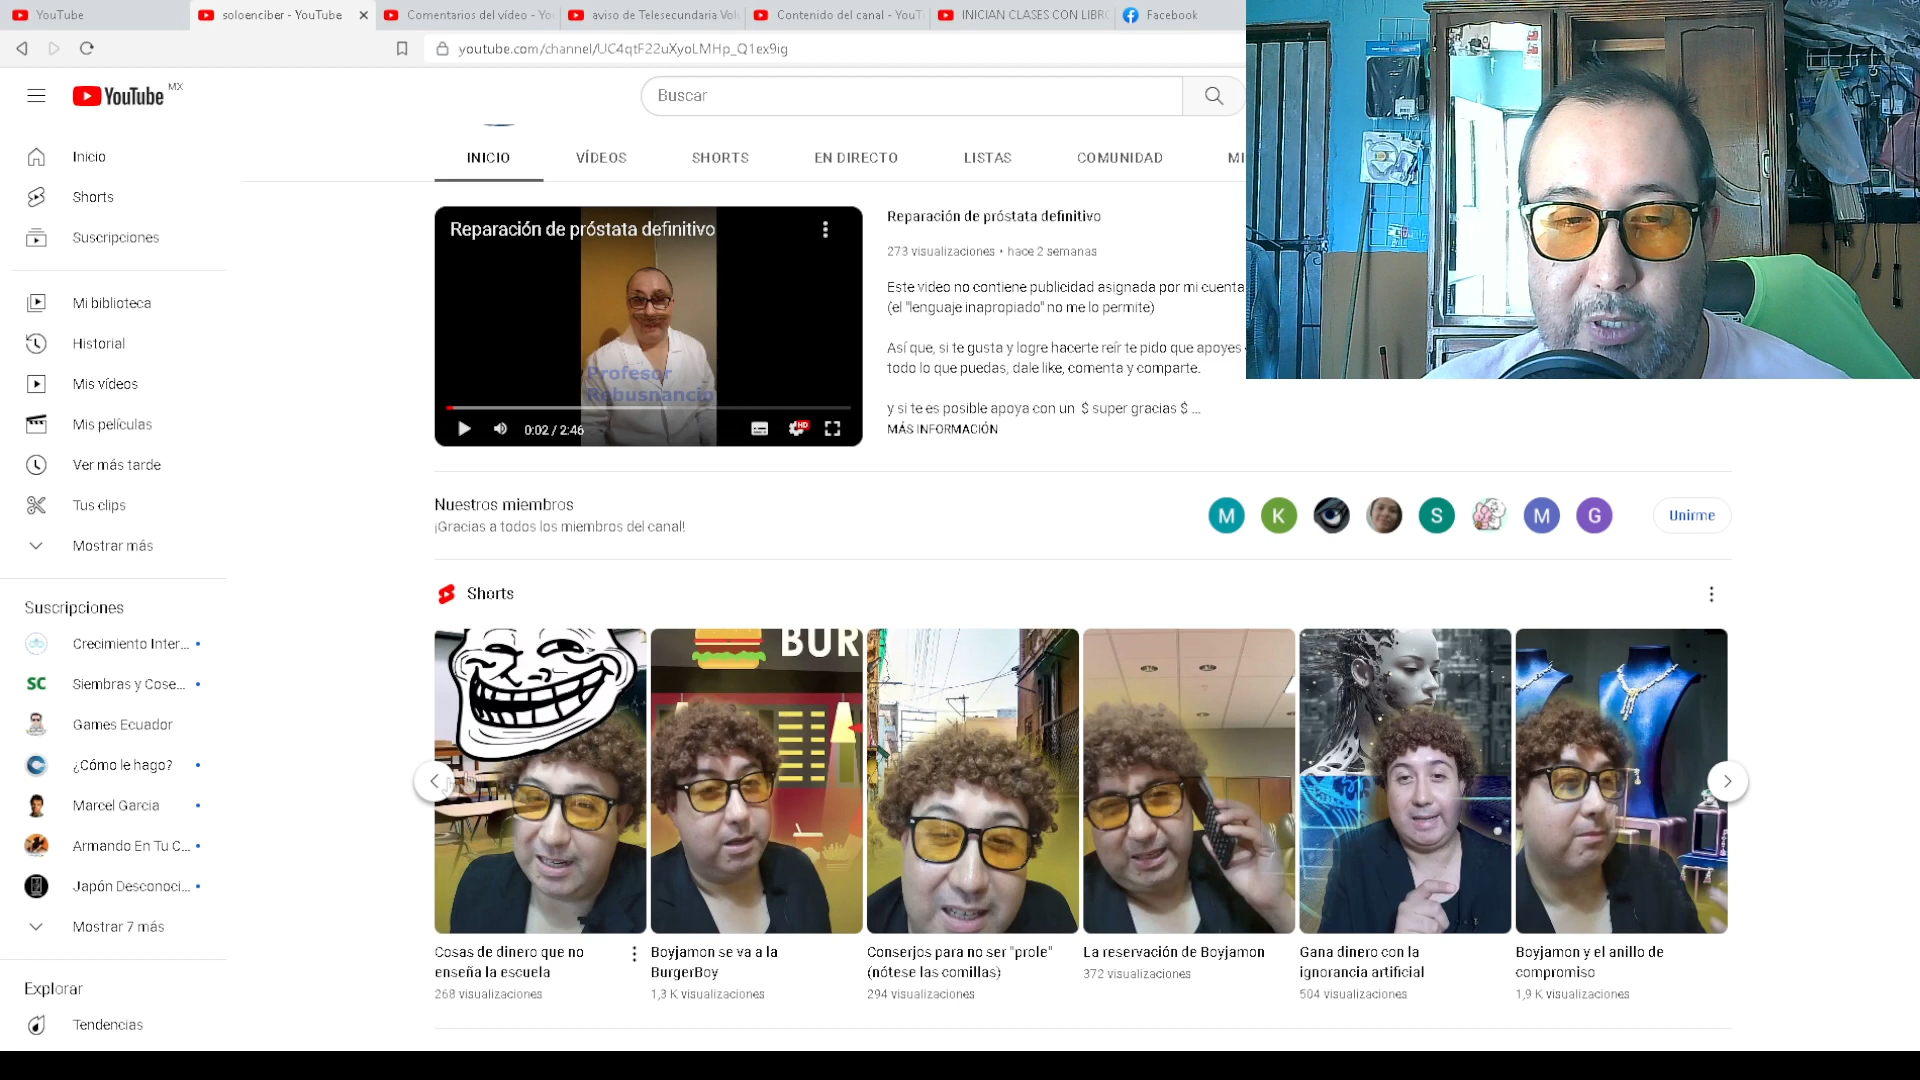 YouTube
soloenciber - YouTube
Comentarios del vídeo - Yo
aviso de Telesecundaria Vol
Contenido del canal - YouT
INICIAN CLASES CON LIBR
Facebook
youtube.com/channel/UC4qtF22uXyoLMHp_Q1ex9ig
YouTube MX
Buscar
INICIO
VÍDEOS
SHORTS
EN DIRECTO
LISTAS
COMUNIDAD
MI
Inicio
Shorts
Suscripciones
Mi biblioteca
Historial
Mis vídeos
Mis películas
Ver más tarde
Tus clips
Mostrar más
Suscripciones
Crecimiento Inter...
SC
Siembras y Cose...
Games Ecuador
¿Cómo le hago?
Marcel Garcia
Armando En Tu C...
Japón Desconoci...
Mostrar 7 más
Explorar
Tendencias
Reparación de próstata definitivo
Profesor
Rebusnancio
0:02 / 2:46
HD
Reparación de próstata definitivo
273 visualizaciones • hace 2 semanas
Este video no contiene publicidad asignada por mi cuenta
(el "lenguaje inapropiado" no me lo permite)
Así que, si te gusta y logre hacerte reír te pido que apoyes
todo lo que puedas, dale like, comenta y comparte.
y si te es posible apoya con un $ super gracias $ ...
MÁS INFORMACIÓN
Nuestros miembros
¡Gracias a todos los miembros del canal!
M
K
S
M
G
Unirme
Shorts
BUR
Cosas de dinero que no
enseña la escuela
268 visualizaciones
Boyjamon se va a la
BurgerBoy
1,3 K visualizaciones
Conserjos para no ser "prole"
(nótese las comillas)
294 visualizaciones
La reservación de Boyjamon
372 visualizaciones
Gana dinero con la
ignorancia artificial
504 visualizaciones
Boyjamon y el anillo de
compromiso
1,9 K visualizaciones